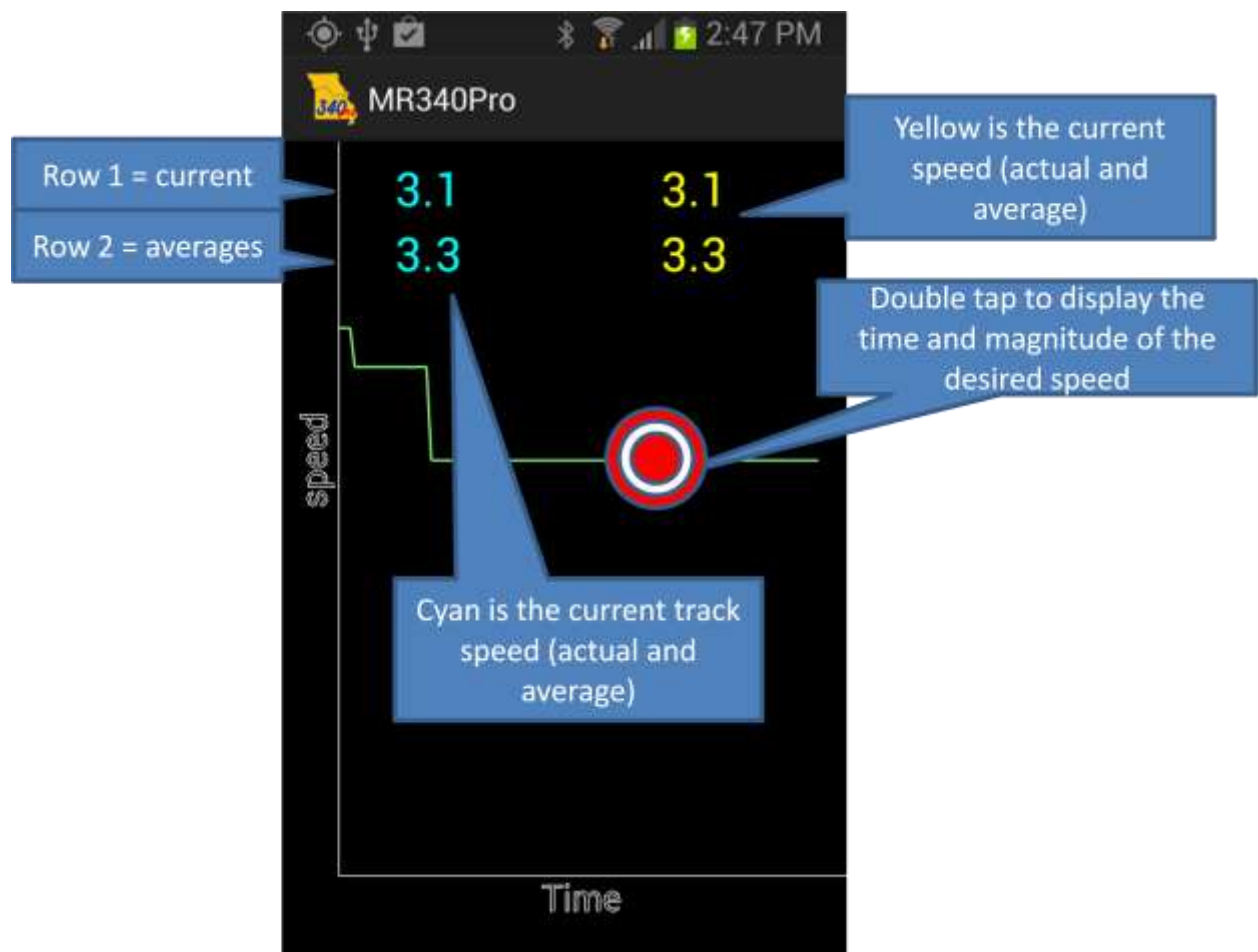 2:47 PM
340
MR340Pro
Row 1 = current
Row 2 = averages
3.1
3.1
3.3
3.3
Yellow is the current
speed (actual and
average)
Double tap to display the
time and magnitude of the
desired speed
speed
Cyan is the current track
speed (actual and
average)
Time